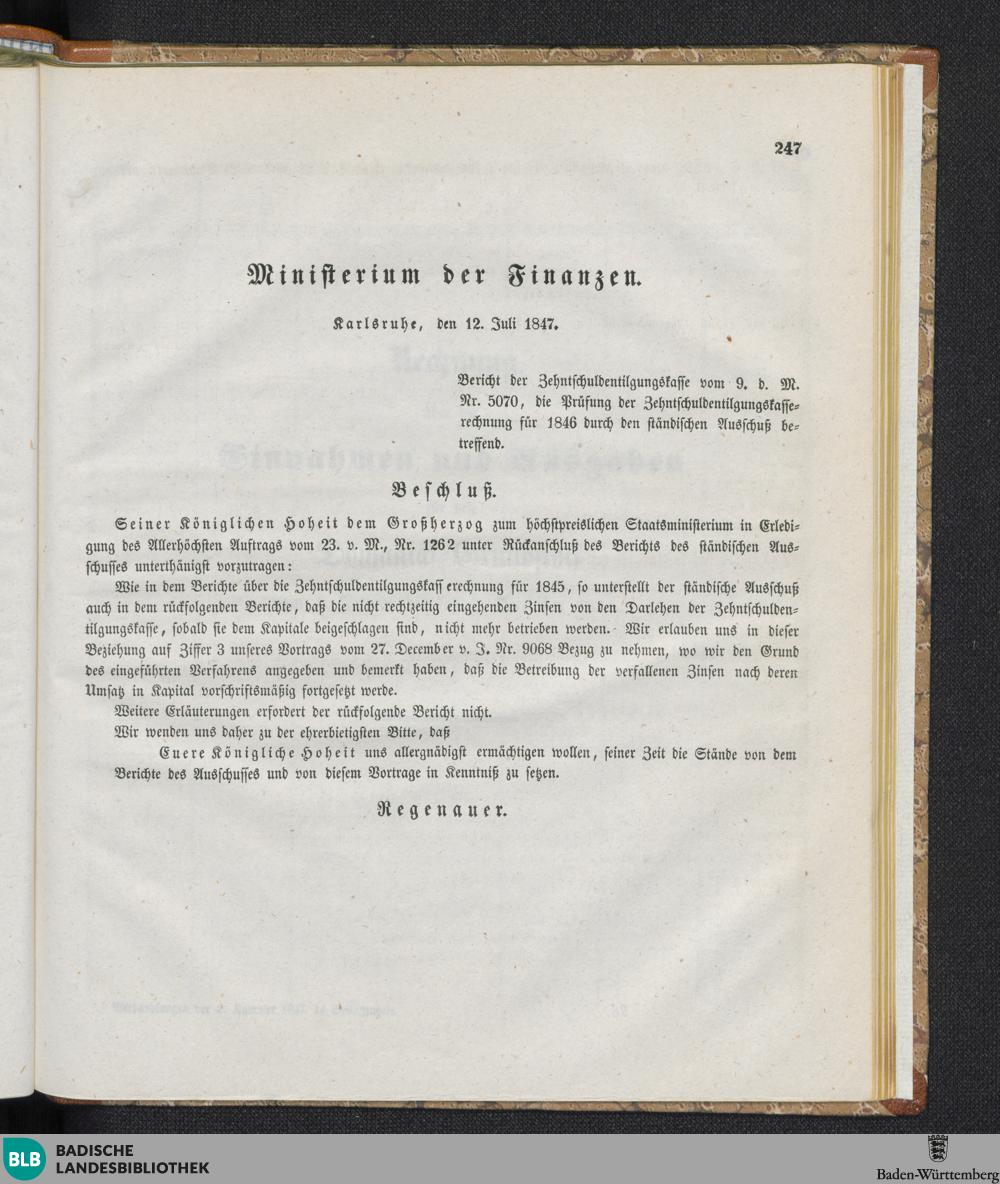 247
Ministerium der Finanzen.
Karlsruhe, den 12. Juli 1847.
Bericht der Zehntschuldentilgungskasse vom 9. d. M.
Nr. 5070, die Prüfung der Zehntschuldentilgungskasse-
rechnung für 1846 durch den ständischen Ausschuß be-
treffend.
Beschluß.
Seiner Königlichen Hoheit dem Großherzog zum höchstpreislichen Staatsministerium in Erledi-
gung des Allerhöchsten Auftrags vom 23. v. M., Nr. 1262 unter Rückanschluß des Berichts des ständischen Aus-
schusses unterthänigst vorzutragen:
Wie in dem Berichte über die Zehntschuldentilgungskasserechnung für 1845, so unterstellt der ständische Ausschuß
auch in dem rückfolgenden Berichte, daß die nicht rechtzeitig eingehenden Zinsen von den Darlehen der Zehntschulden-
tilgungskasse, sobald sie dem Kapitale beigeschlagen sind, nicht mehr betrieben werden. Wir erlauben uns in dieser
Beziehung auf Ziffer 3 unseres Vortrags vom 27. December v. J. Nr. 9068 Bezug zu nehmen, wo wir den Grund
des eingeführten Verfahrens angegeben und bemerkt haben, daß die Betreibung der verfallenen Zinsen nach deren
Umsatz in Kapital vorschriftsmäßig fortgesetzt werde.
Weitere Erläuterungen erfordert der rückfolgende Bericht nicht.
Wir wenden uns daher zu der ehrerbietigsten Bitte, daß
Euere Königliche Hoheit uns allergnädigst ermächtigen wollen, seiner Zeit die Stände von dem
Berichte des Ausschusses und von diesem Vortrage in Kenntniß zu setzen.
Regenauer.
BLB
BADISCHE
LANDESBIBLIOTHEK
Baden-Württemberg